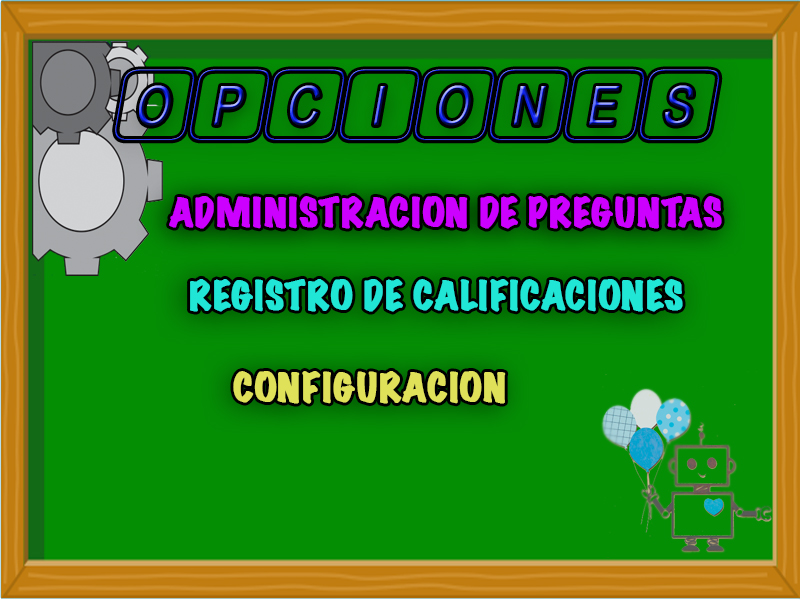 OPCIONES
ADMINISTRACION DE PREGUNTAS
REGISTRO DE CALIFICACIONES
CONFIGURACION